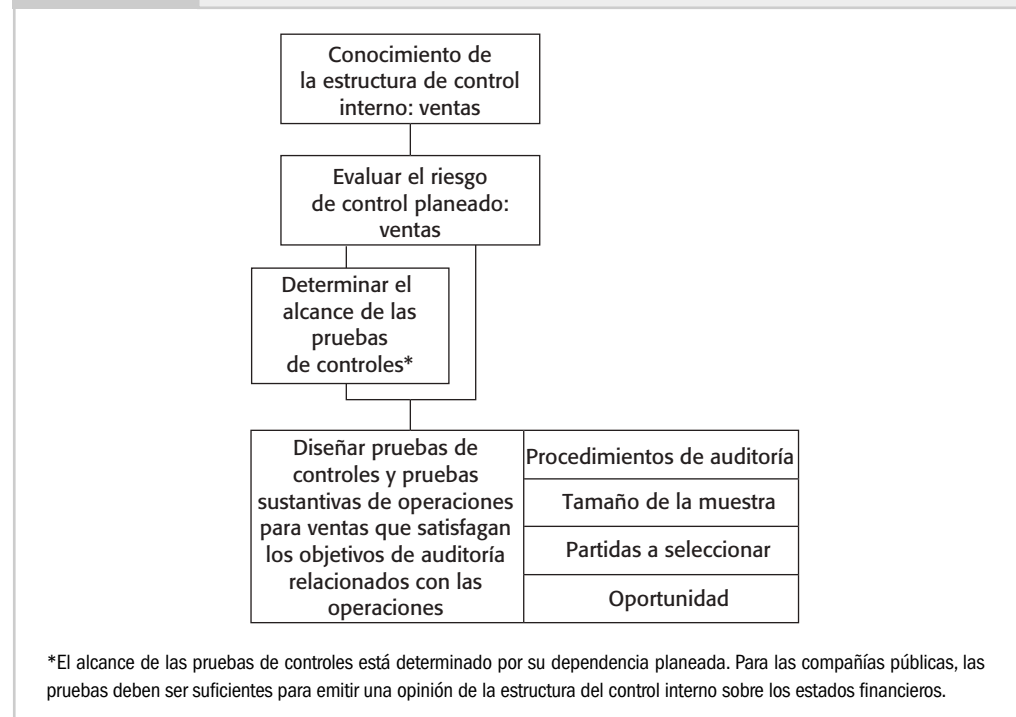 Conocimiento de
la estructura de control
interno: ventas
Evaluar el riesgo
de control planeado:
ventas
Determinar el
alcance de las
pruebas
de controles*
Diseñar pruebas de
controles y pruebas
sustantivas de operaciones
para ventas que satisfagan
los objetivos de auditoría
relacionados con las
operaciones
Procedimientos de auditoría
Tamaño de la muestra
Partidas a seleccionar
Oportunidad
*El alcance de las pruebas de controles está determinado por su dependencia planeada. Para las compañías públicas, las
pruebas deben ser suficientes para emitir una opinión de la estructura del control interno sobre los estados financieros.